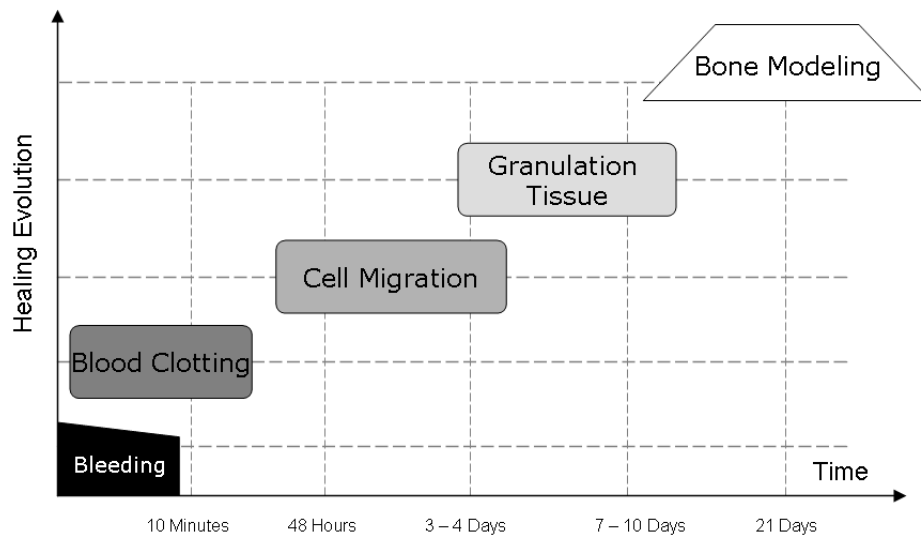 Bone Modeling
Granulation
Tissue
Cell Migration
Blood Clotting
Bleeding
Healing Evolution
Time
10 Minutes
48 Hours
3 – 4 Days
7 – 10 Days
21 Days